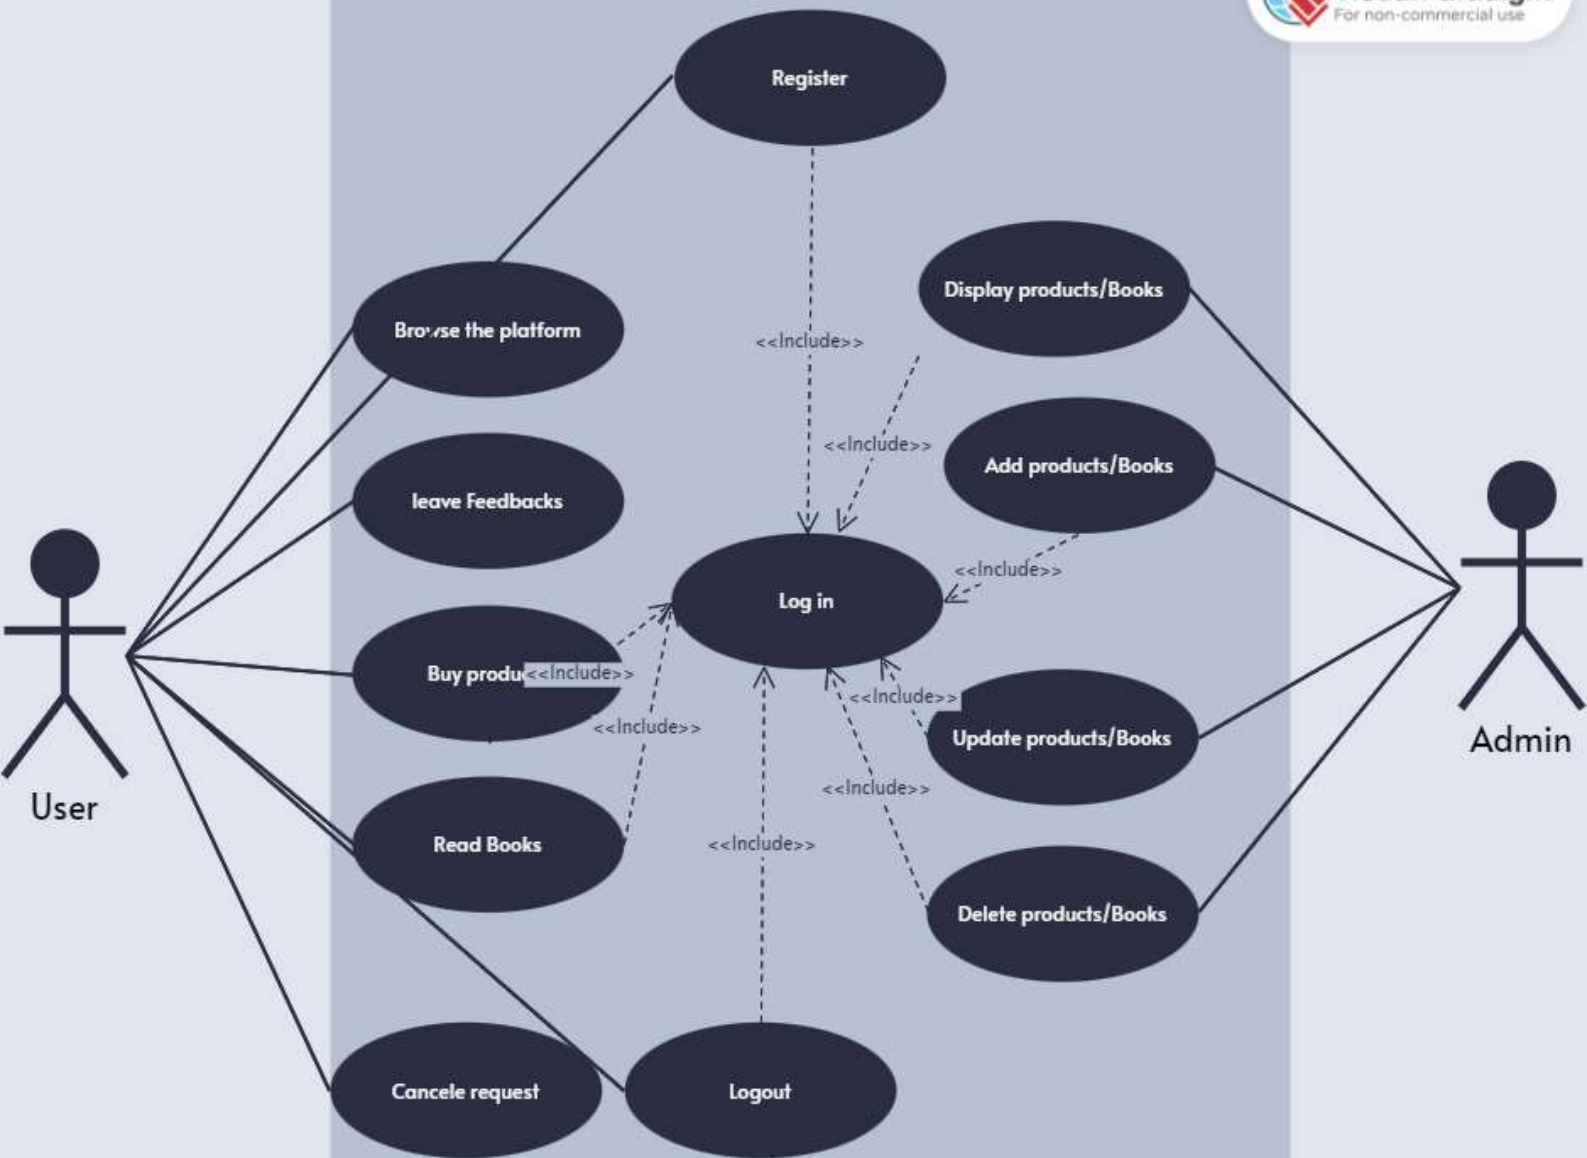 For non-commercial use
Register
Display products/Books
Browse the platform
<<Include>>
<<Include>>
Add products/Books
leave Feedbacks
<<Include>>
Log in
Buy
<<Include>>
<<Include>>
<<Include>>
Update products/Books
Admin
<<Include>>
User
Read Books
<<Include>>
Delete products/Books
Cancele request
Logout